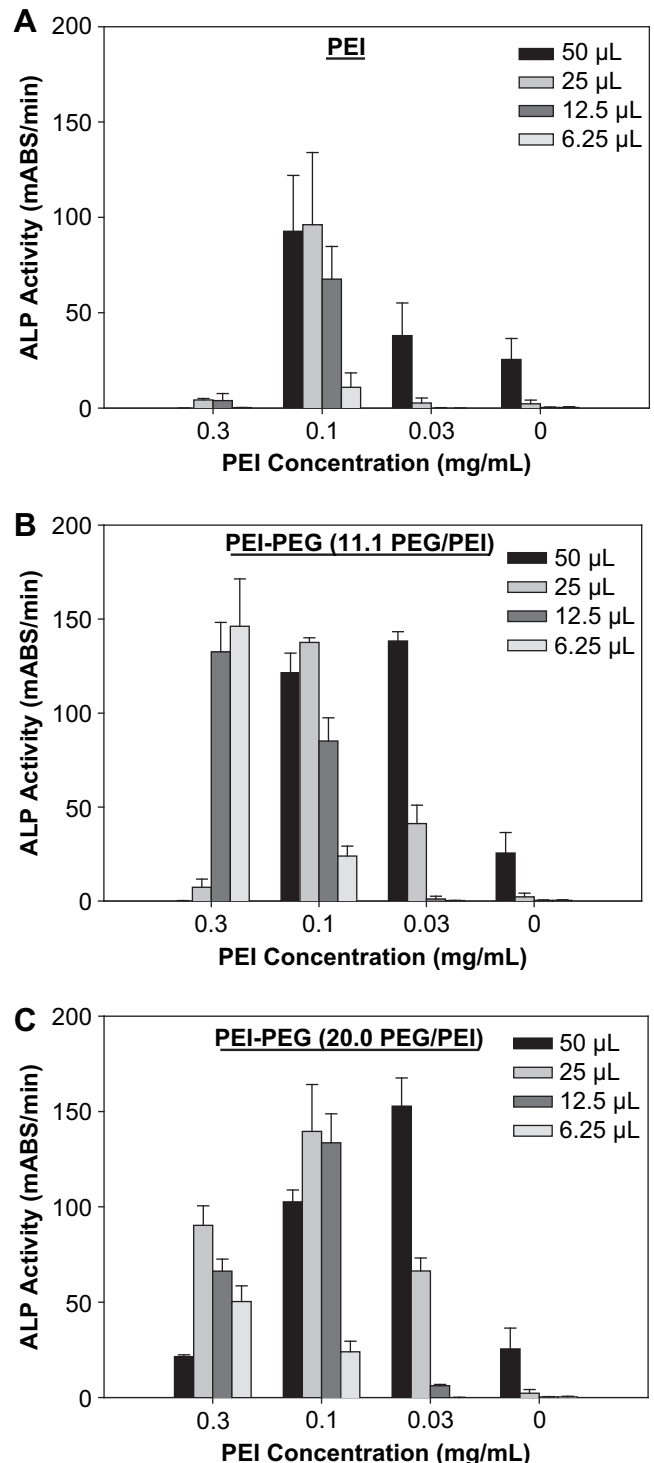 A
PEI
50 µL
25 µL
12.5 µL
6.25 µL
200
150
100
50
0
ALP Activity (mABS/min)
0.3 0.1 0.03 0
PEI Concentration (mg/mL)
B
PEI-PEG (11.1 PEG/PEI)
50 µL
25 µL
12.5 µL
6.25 µL
200
150
100
50
0
ALP Activity (mABS/min)
0.3 0.1 0.03 0
PEI Concentration (mg/mL)
C
PEI-PEG (20.0 PEG/PEI)
50 µL
25 µL
12.5 µL
6.25 µL
200
150
100
50
0
ALP Activity (mABS/min)
0.3 0.1 0.03 0
PEI Concentration (mg/mL)